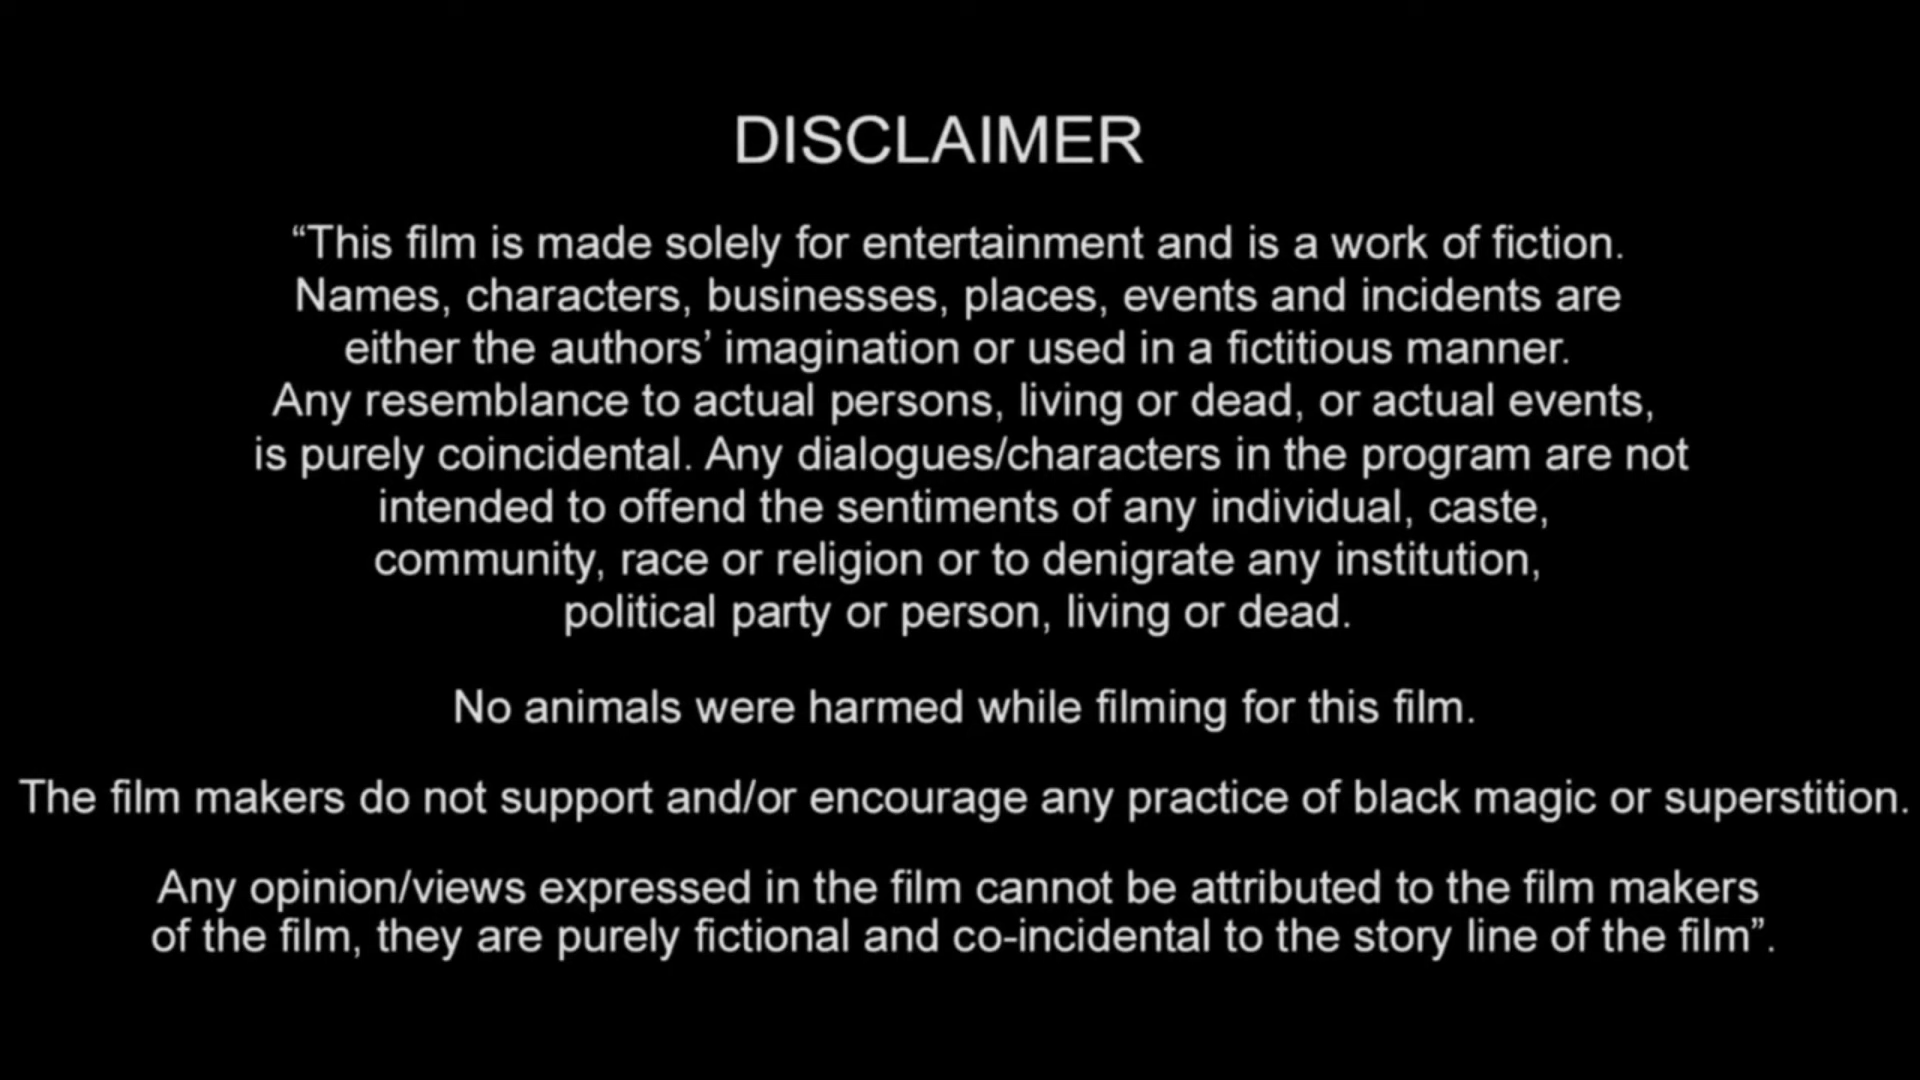 DISCLAIMER
“This film is made solely for entertainment and is a work of fiction.
Names, characters, businesses, places, events and incidents are
either the authors’ imagination or used in a fictitious manner.
Any resemblance to actual persons, living or dead, or actual events,
is purely coincidental. Any dialogues/characters in the program are not
intended to offend the sentiments of any individual, caste,
community, race or religion or to denigrate any institution,
political party or person, living or dead.
No animals were harmed while filming for this film.
The film makers do not support and/or encourage any practice of black magic or superstition.
Any opinion/views expressed in the film cannot be attributed to the film makers
of the film, they are purely fictional and co-incidental to the story line of the film”.